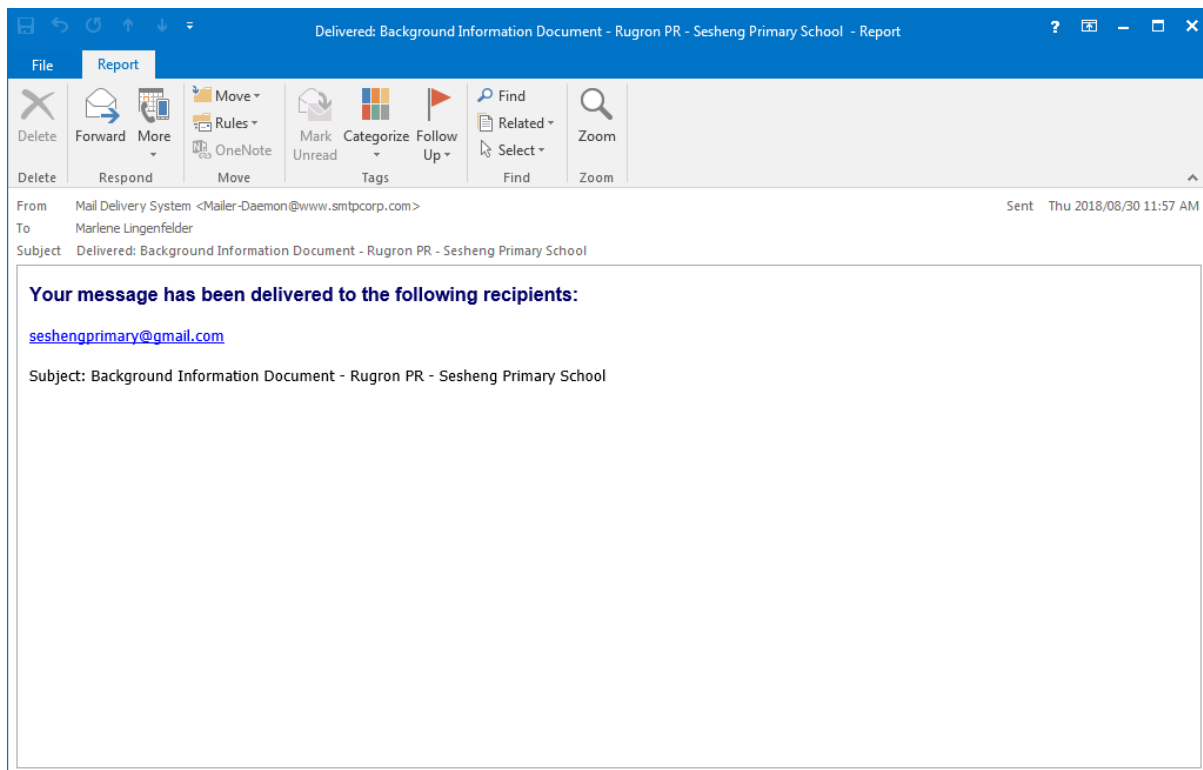 Delivered: Background Information Document - Rugron PR - Sesheng Primary School - Report
File Report
Delete Forward More Move Rules OneNote Mark Unread Categorize Follow Up Find Related Select Zoom
Delete Respond Move Tags Find Zoom
From Mail Delivery System <Mailer-Daemon@www.smtpcorp.com> Sent Thu 2018/08/30 11:57 AM
To Marlene Lingenfelder
Subject Delivered: Background Information Document - Rugron PR - Sesheng Primary School
Your message has been delivered to the following recipients:
seshengprimary@gmail.com
Subject: Background Information Document - Rugron PR - Sesheng Primary School